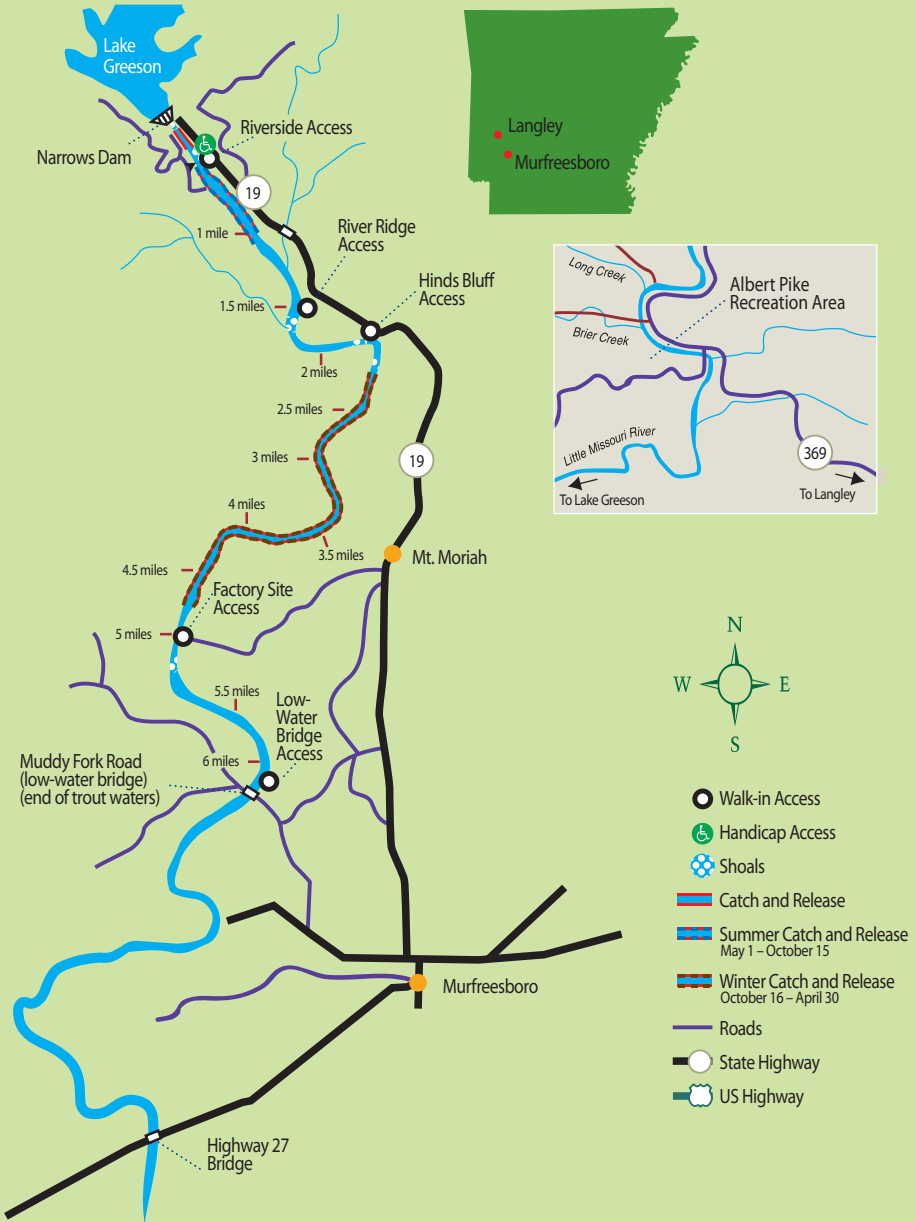 Lake
Greeson
Narrows Dam
Riverside Access
19
1 mile
River Ridge
Access
1.5 miles
Hinds Bluff
Access
2 miles
2.5 miles
3 miles
19
4 miles
3.5 miles
Mt. Moriah
4.5 miles
Factory Site
Access
5 miles
5.5 miles
Low-
Water
Bridge
Access
6 miles
Muddy Fork Road
(low-water bridge)
(end of trout waters)
Murfreesboro
Highway 27
Bridge
Langley
Murfreesboro
Long Creek
Albert Pike
Recreation Area
Brier Creek
Little Missouri River
369
To Lake Greeson
To Langley
N
W
E
S
Walk-in Access
Handicap Access
Shoals
Catch and Release
Summer Catch and Release
May 1 – October 15
Winter Catch and Release
October 16 – April 30
Roads
State Highway
US Highway